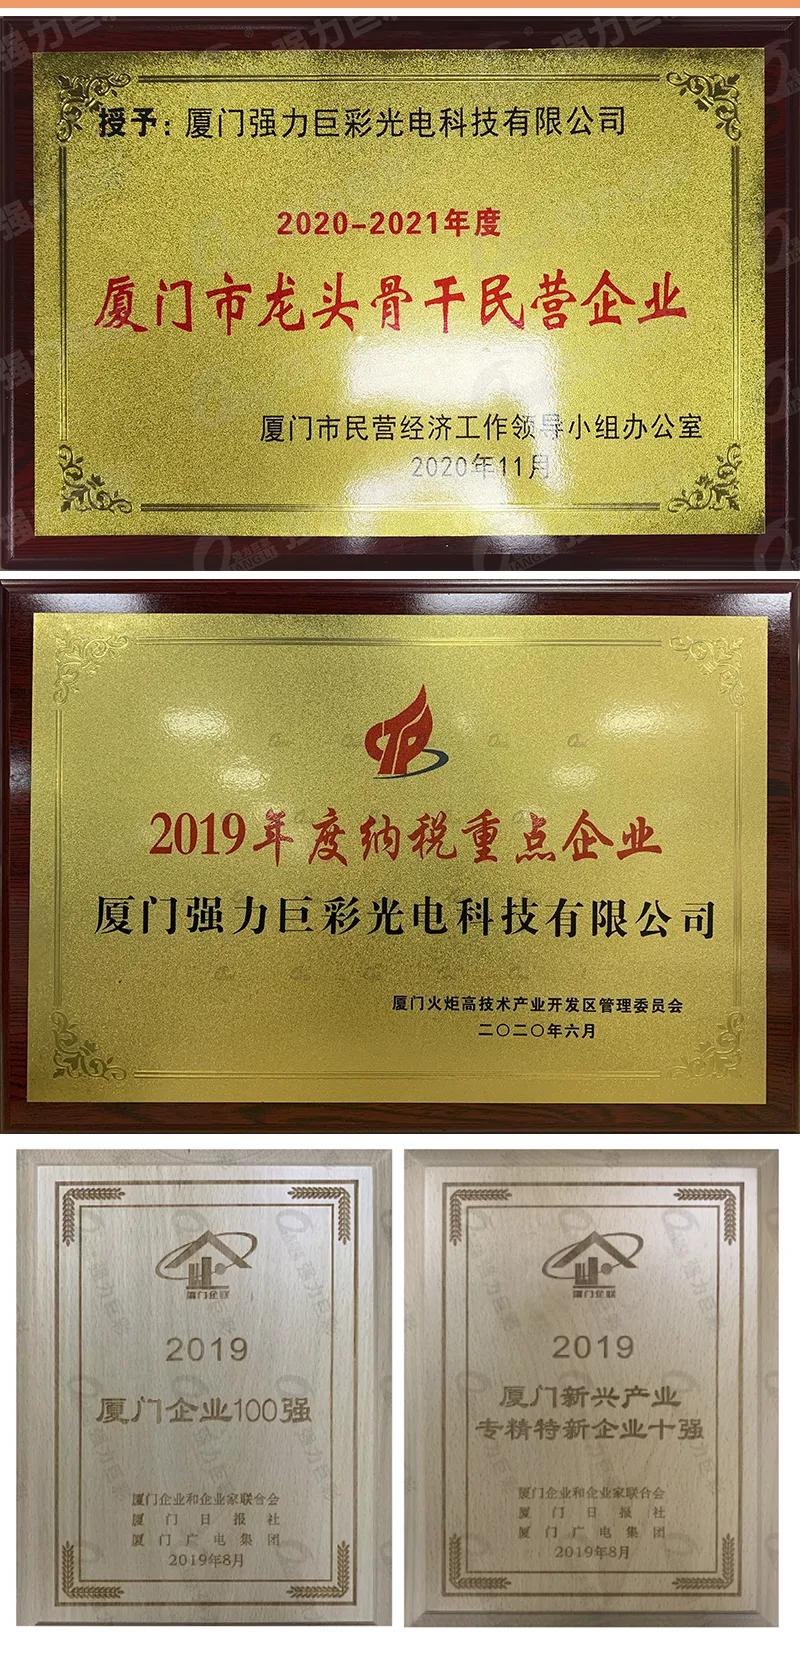 授予：厦门强力巨彩光电科技有限公司
2020-2021年度
厦门市龙头骨干民营企业
厦门市民营经济工作领导小组办公室
2020年11月
2019年度纳税重点企业
厦门强力巨彩光电科技有限公司
厦门火炬高技术产业开发区管理委员会
二〇二〇年六月
厦门企联
2019
厦门企业100强
厦门企业和企业家联合会
厦门日报社
厦门广电集团
2019年8月
厦门企联
2019
厦门新兴产业
专精特新企业十强
厦门企业和企业家联合会
厦门日报社
厦门广电集团
2019年8月
强力巨彩